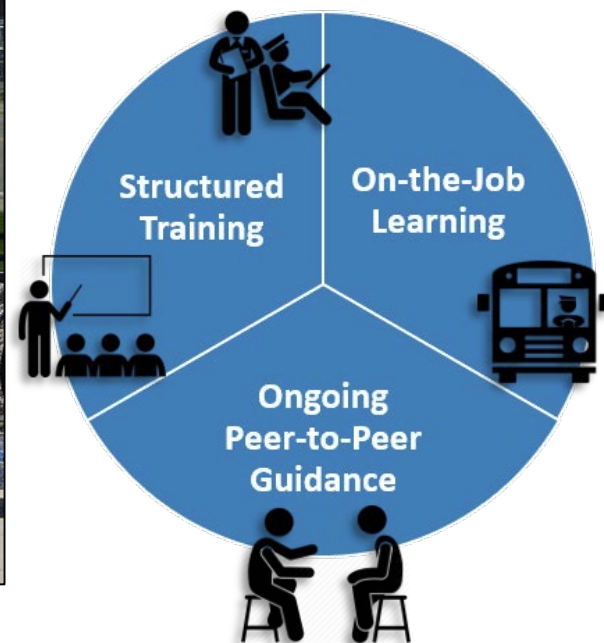 Structured
Training
On-the-Job
Learning
Ongoing
Peer-to-Peer
Guidance